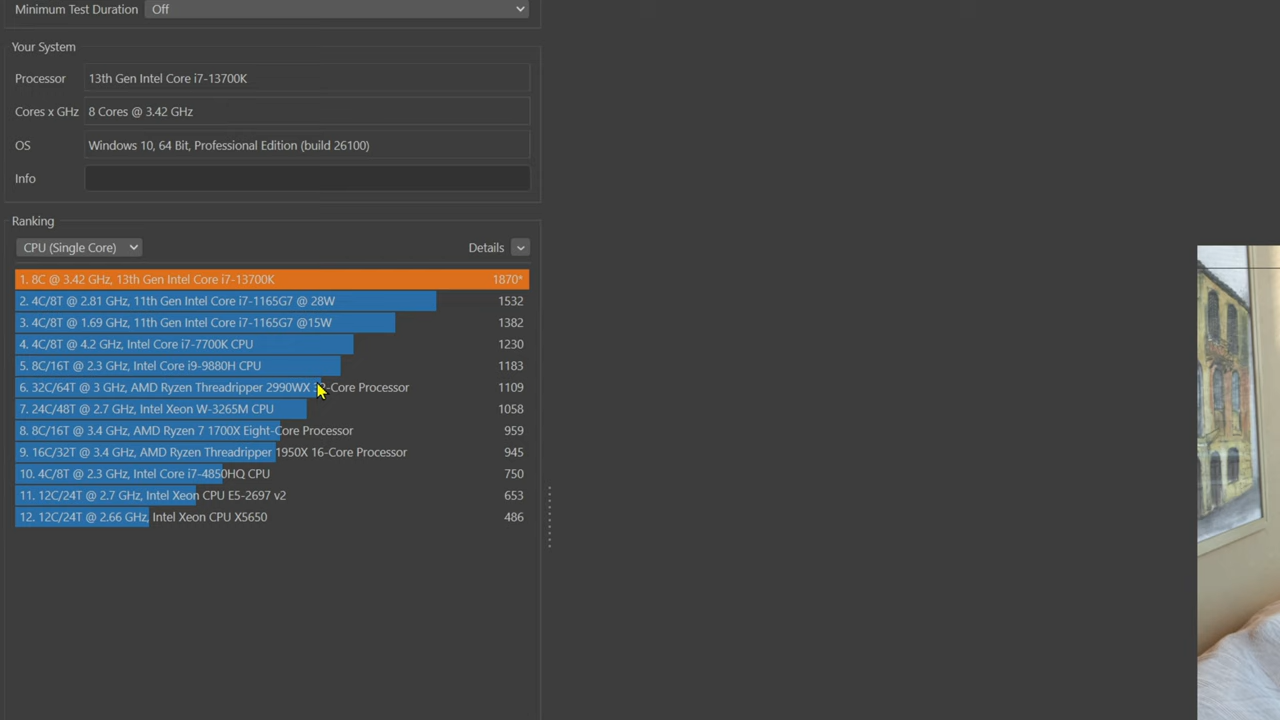 Minimum Test Duration Off
Your System
Processor 13th Gen Intel Core i7-13700K
Cores x GHz 8 Cores @ 3.42 GHz
OS Windows 10, 64 Bit, Professional Edition (build 26100)
Info
Ranking
CPU (Single Core) Details
1. 8C @ 3.42 GHz, 13th Gen Intel Core i7-13700K 1870*
2. 4C/8T @ 2.81 GHz, 11th Gen Intel Core i7-1165G7 @ 28W 1532
3. 4C/8T @ 1.69 GHz, 11th Gen Intel Core i7-1165G7 @15W 1382
4. 4C/8T @ 4.2 GHz, Intel Core i7-7700K CPU 1230
5. 8C/16T @ 2.3 GHz, Intel Core i9-9880H CPU 1183
6. 32C/64T @ 3 GHz, AMD Ryzen Threadripper 2990WX 32-Core Processor 1109
7. 24C/48T @ 2.7 GHz, Intel Xeon W-3265M CPU 1058
8. 8C/16T @ 3.4 GHz, AMD Ryzen 7 1700X Eight-Core Processor 959
9. 16C/32T @ 3.4 GHz, AMD Ryzen Threadripper 1950X 16-Core Processor 945
10. 4C/8T @ 2.3 GHz, Intel Core i7-4850HQ CPU 750
11. 12C/24T @ 2.7 GHz, Intel Xeon CPU E5-2697 v2 653
12. 12C/24T @ 2.66 GHz, Intel Xeon CPU X5650 486